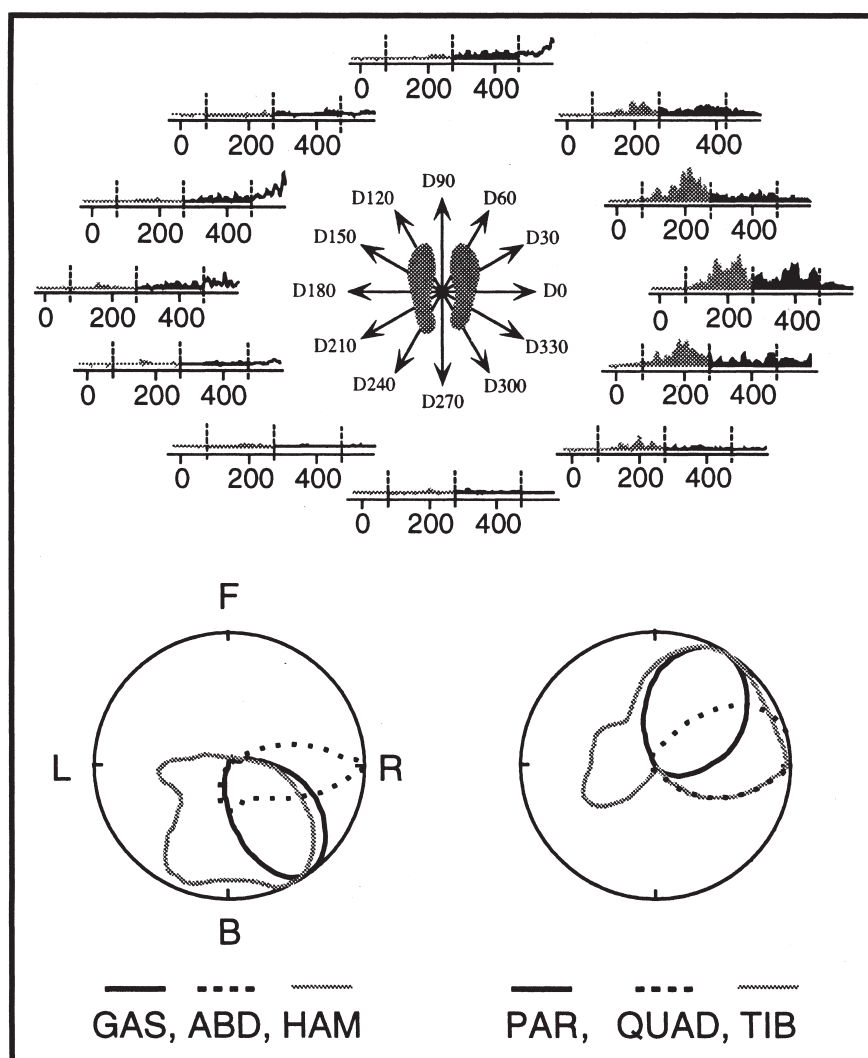 0 200 400
0 200 400
0 200 400
0 200 400
0 200 400
D90
D120 D60
D150 D30
D180 D0
D210 D330
D240 D300
D270
0 200 400
0 200 400
0 200 400
0 200 400
0 200 400
0 200 400
0 200 400
F
L R
B
GAS, ABD, HAM
PAR, QUAD, TIB